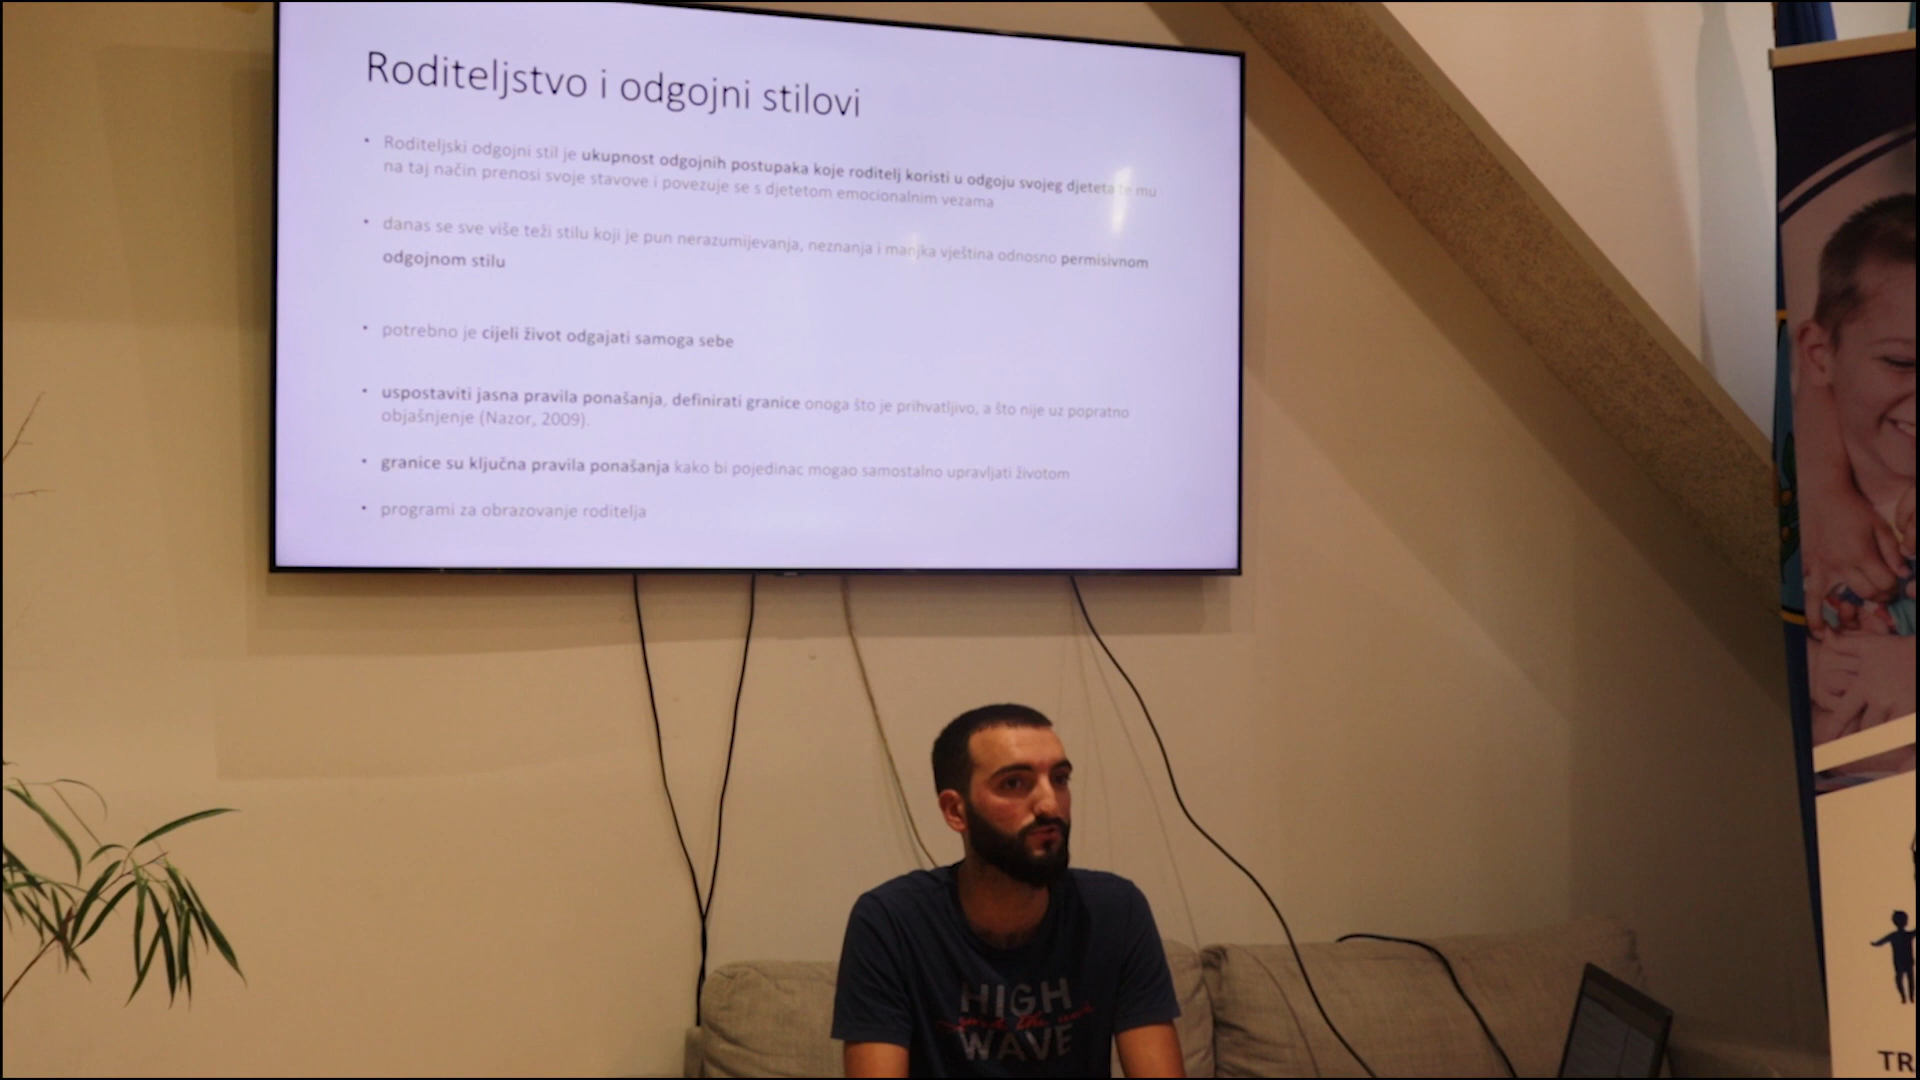 Roditeljstvo i odgojni stilovi
• Roditeljski odgojni stil je ukupnost odgojnih postupaka koje roditelj koristi u odgoju svojeg djeteta te mu
na taj način prenosi svoje stavove i povezuje se s djetetom emocionalnim vezama
• danas se sve više teži stilu koji je pun nerazumijevanja, neznanja i manjka vještina odnosno permisivnom
odgojnom stilu
• potrebno je cijeli život odgajati samoga sebe
• uspostaviti jasna pravila ponašanja, definirati granice onoga što je prihvatljivo, a što nije uz popratno
objašnjenje (Nazor, 2009).
• granice su ključna pravila ponašanja kako bi pojedinac mogao samostalno upravljati životom
• programi za obrazovanje roditelja
HIGH
WAVE
TR